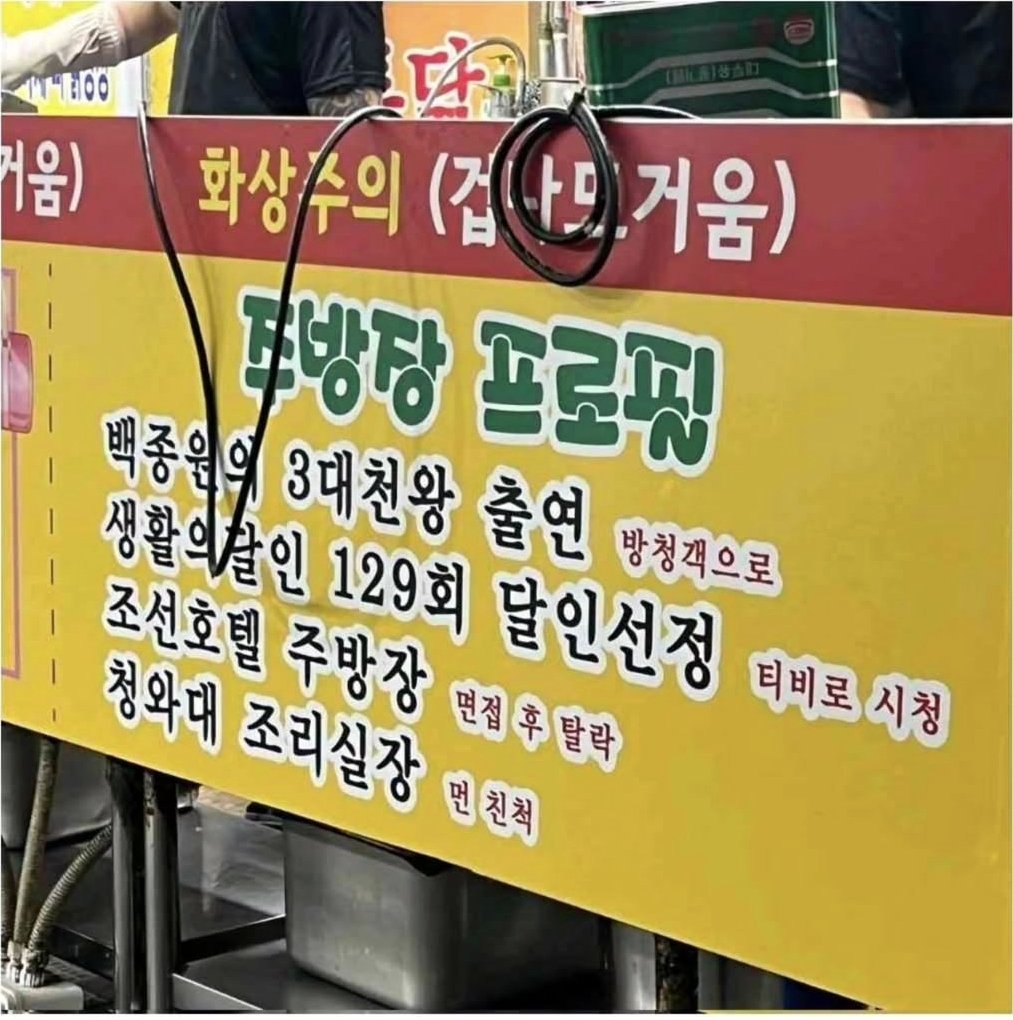 거움)
화상주의 (겁나뜨거움)
주방장 프로필
백종원의 3대천왕 출연 방청객으로
생활의달인 129회 달인선정 티비로 시청
조선호텔 주방장 면접 후 탈락
청와대 조리실장 먼 친척